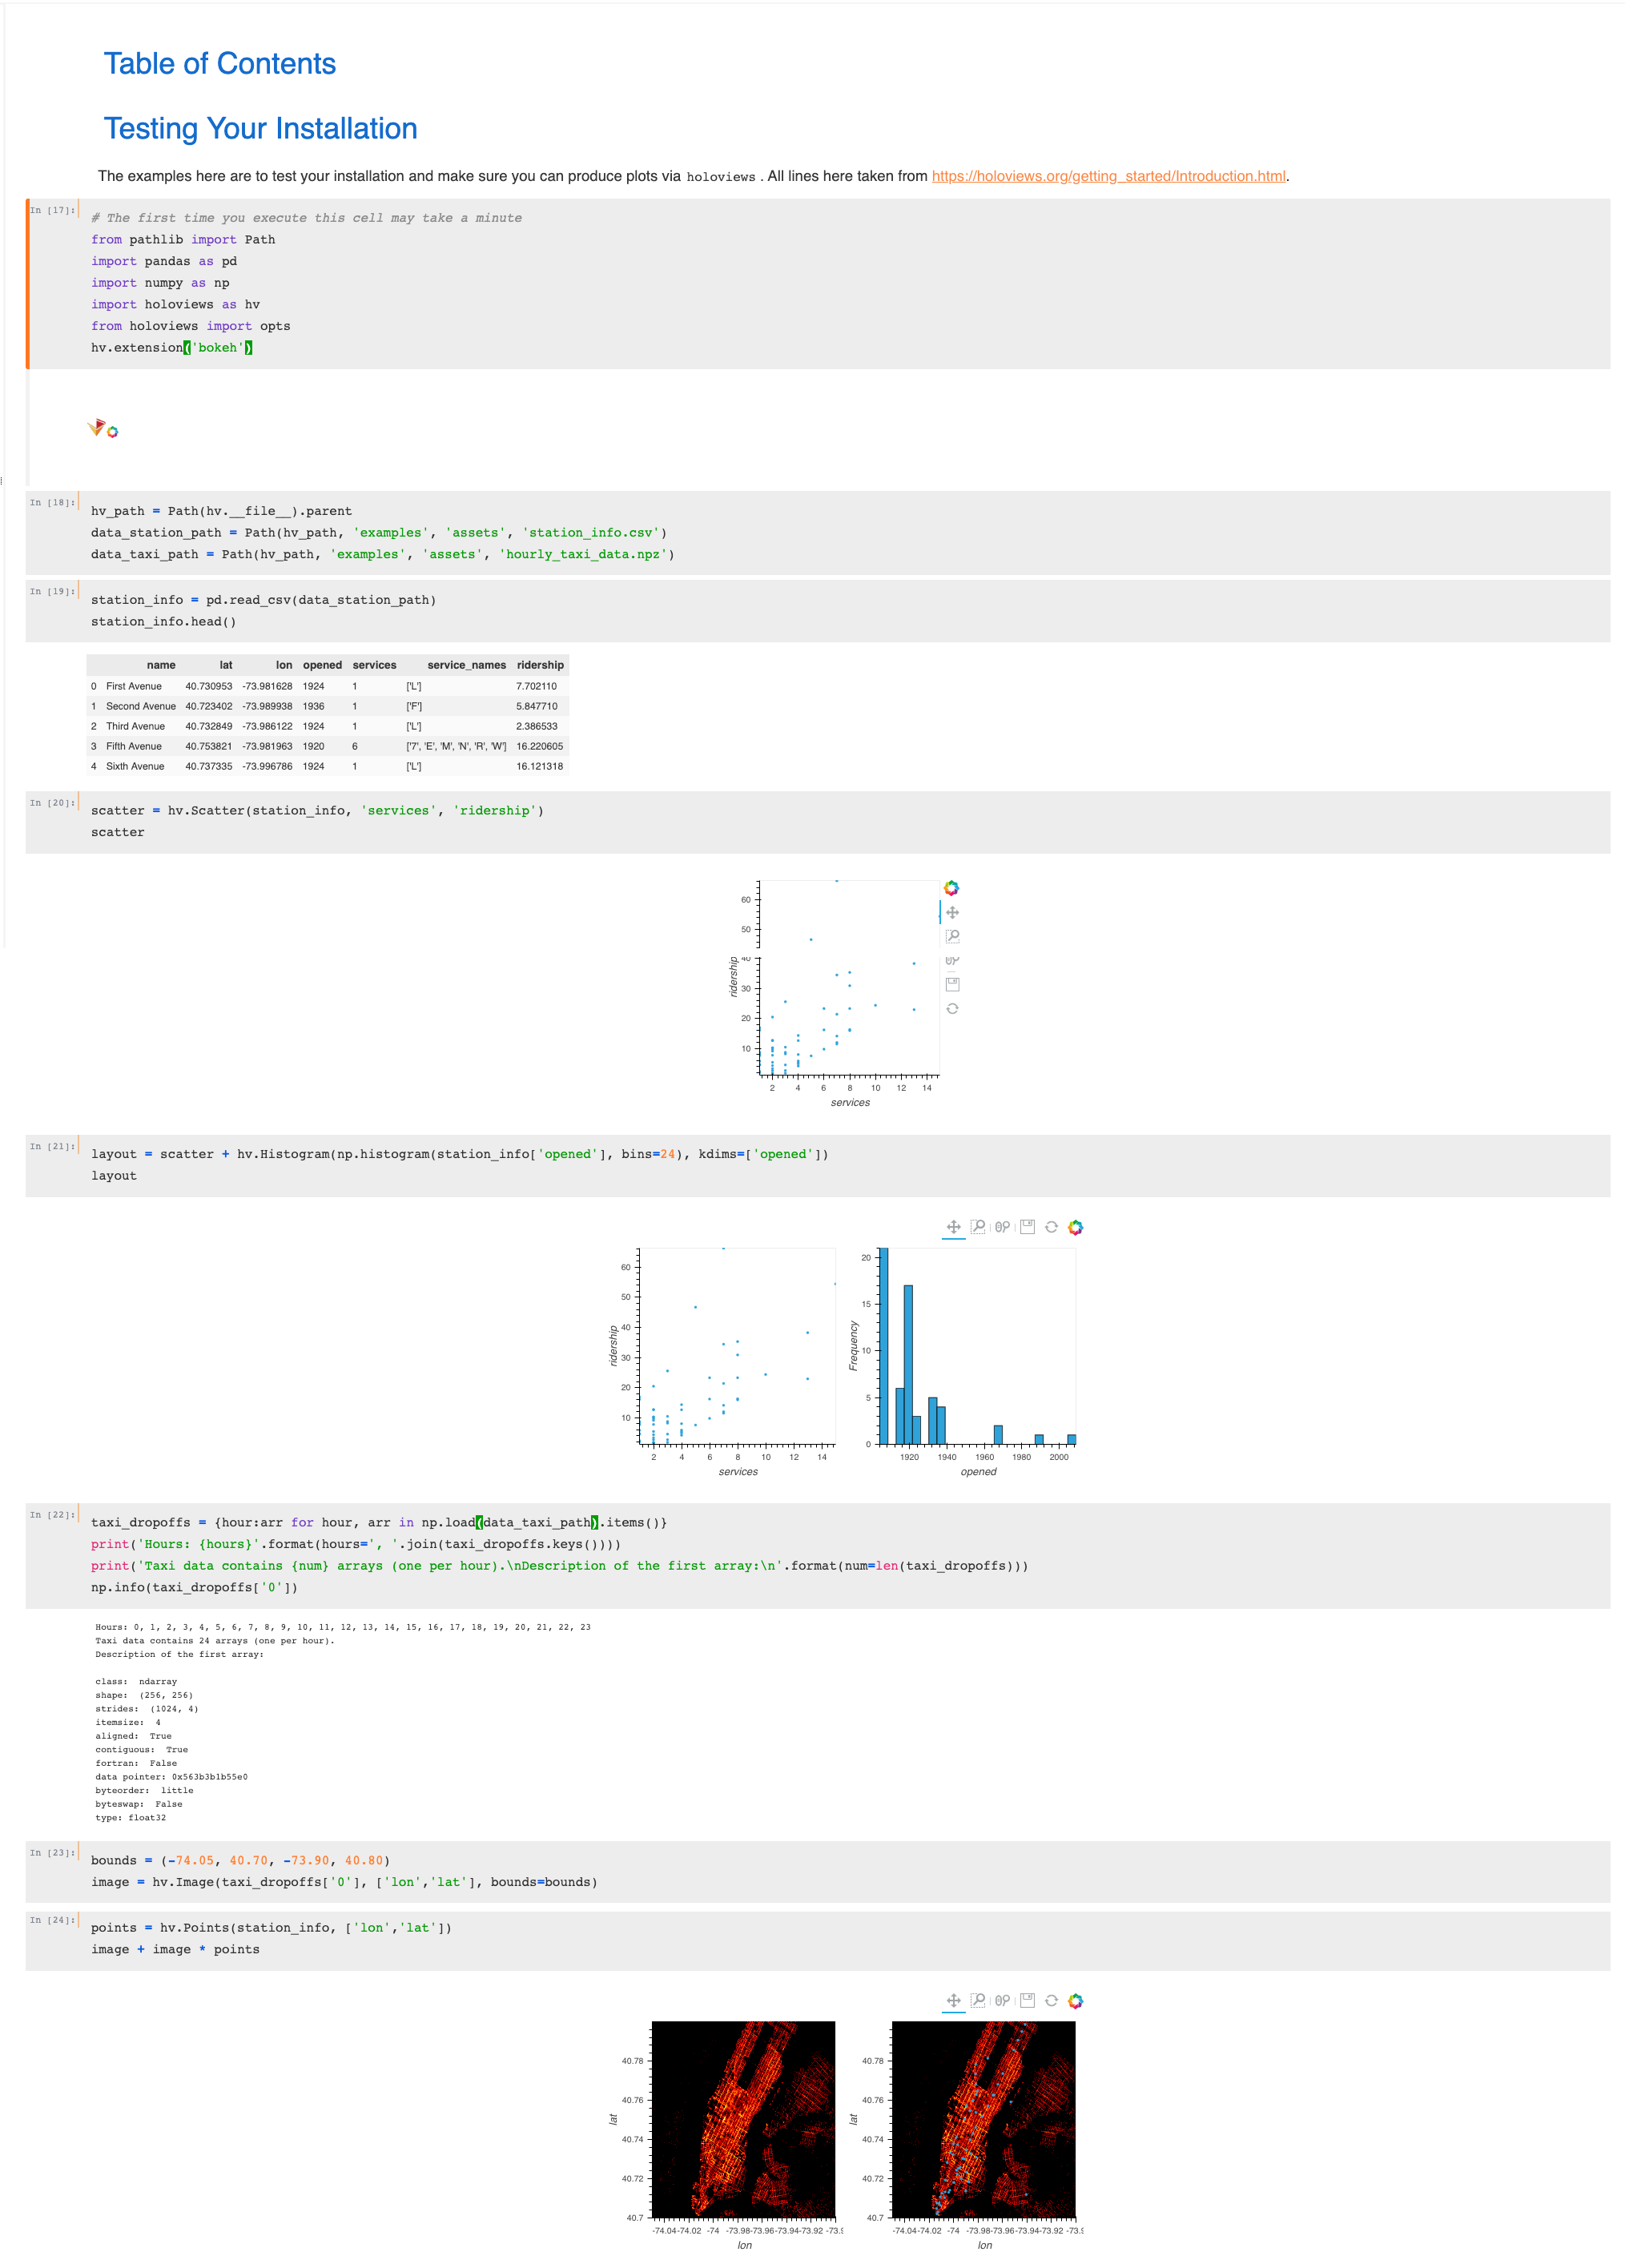 Table of Contents
Testing Your Installation
The examples here are to test your installation and make sure you can produce plots via holoviews . All lines here taken from https://holoviews.org/getting_started/Introduction.html.
In [17]:
# The first time you execute this cell may take a minute
from pathlib import Path
import pandas as pd
import numpy as np
import holoviews as hv
from holoviews import opts
hv.extension('bokeh')
In [18]:
hv_path = Path(hv.__file__).parent
data_station_path = Path(hv_path, 'examples', 'assets', 'station_info.csv')
data_taxi_path = Path(hv_path, 'examples', 'assets', 'hourly_taxi_data.npz')
In [19]:
station_info = pd.read_csv(data_station_path)
station_info.head()
name lat lon opened services service_names ridership
0 First Avenue 40.730953 -73.981628 1924 1 ['L'] 7.702110
1 Second Avenue 40.723402 -73.989938 1936 1 ['F'] 5.847710
2 Third Avenue 40.732849 -73.986122 1924 1 ['L'] 2.386533
3 Fifth Avenue 40.753821 -73.981963 1920 6 ['7', 'E', 'M', 'N', 'R', 'W'] 16.220605
4 Sixth Avenue 40.737335 -73.996786 1924 1 ['L'] 16.121318
In [20]:
scatter = hv.Scatter(station_info, 'services', 'ridership')
scatter
60
50
40
30
20
10
ridership
2 4 6 8 10 12 14
services
In [21]:
layout = scatter + hv.Histogram(np.histogram(station_info['opened'], bins=24), kdims=['opened'])
layout
60
50
40
30
20
10
ridership
2 4 6 8 10 12 14
services
20
15
10
5
0
Frequency
1920 1940 1960 1980 2000
opened
In [22]:
taxi_dropoffs = {hour:arr for hour, arr in np.load(data_taxi_path).items()}
print('Hours: {hours}'.format(hours=', '.join(taxi_dropoffs.keys())))
print('Taxi data contains {num} arrays (one per hour).\nDescription of the first array:\n'.format(num=len(taxi_dropoffs)))
np.info(taxi_dropoffs['0'])
Hours: 0, 1, 2, 3, 4, 5, 6, 7, 8, 9, 10, 11, 12, 13, 14, 15, 16, 17, 18, 19, 20, 21, 22, 23
Taxi data contains 24 arrays (one per hour).
Description of the first array:
class:  ndarray
shape:  (256, 256)
strides:  (1024, 4)
itemsize:  4
aligned:  True
contiguous:  True
fortran:  False
data pointer: 0x563b3b1b55e0
byteorder:  little
byteswap:  False
type: float32
In [23]:
bounds = (-74.05, 40.70, -73.90, 40.80)
image = hv.Image(taxi_dropoffs['0'], ['lon','lat'], bounds=bounds)
In [24]:
points = hv.Points(station_info, ['lon','lat'])
image + image * points
40.78
40.76
40.74
40.72
40.7
lat
-74.04 -74.02 -74 -73.98 -73.96 -73.94 -73.92 -73.9
lon
40.78
40.76
40.74
40.72
40.7
lat
-74.04 -74.02 -74 -73.98 -73.96 -73.94 -73.92 -73.9
lon